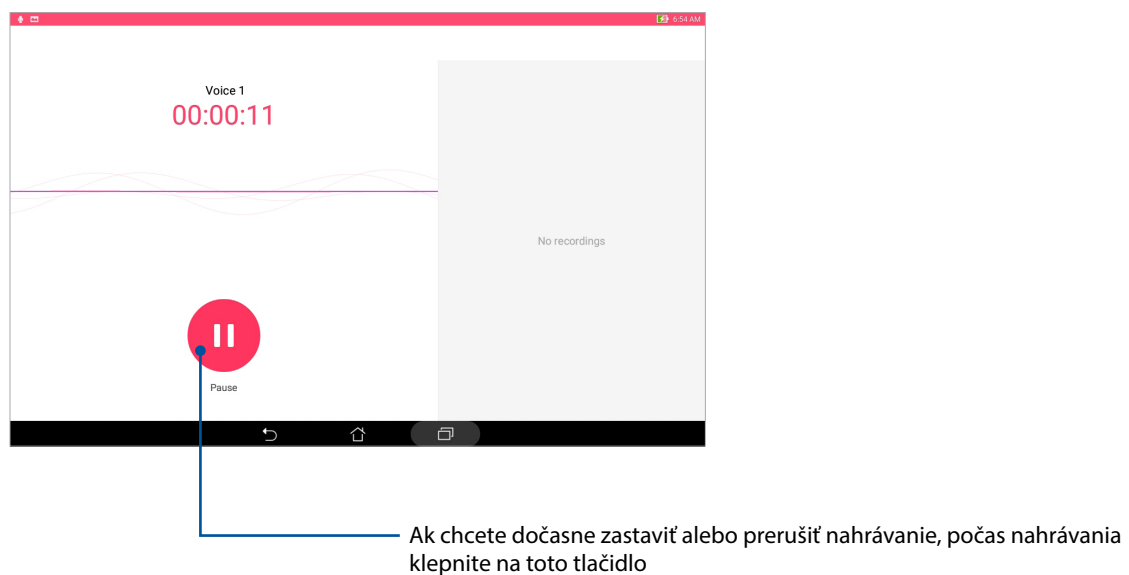 6:54 AM
Voice 1
00:00:11
No recordings
Pause
Ak chcete dočasne zastaviť alebo prerušiť nahrávanie, počas nahrávania
klepnite na toto tlačidlo